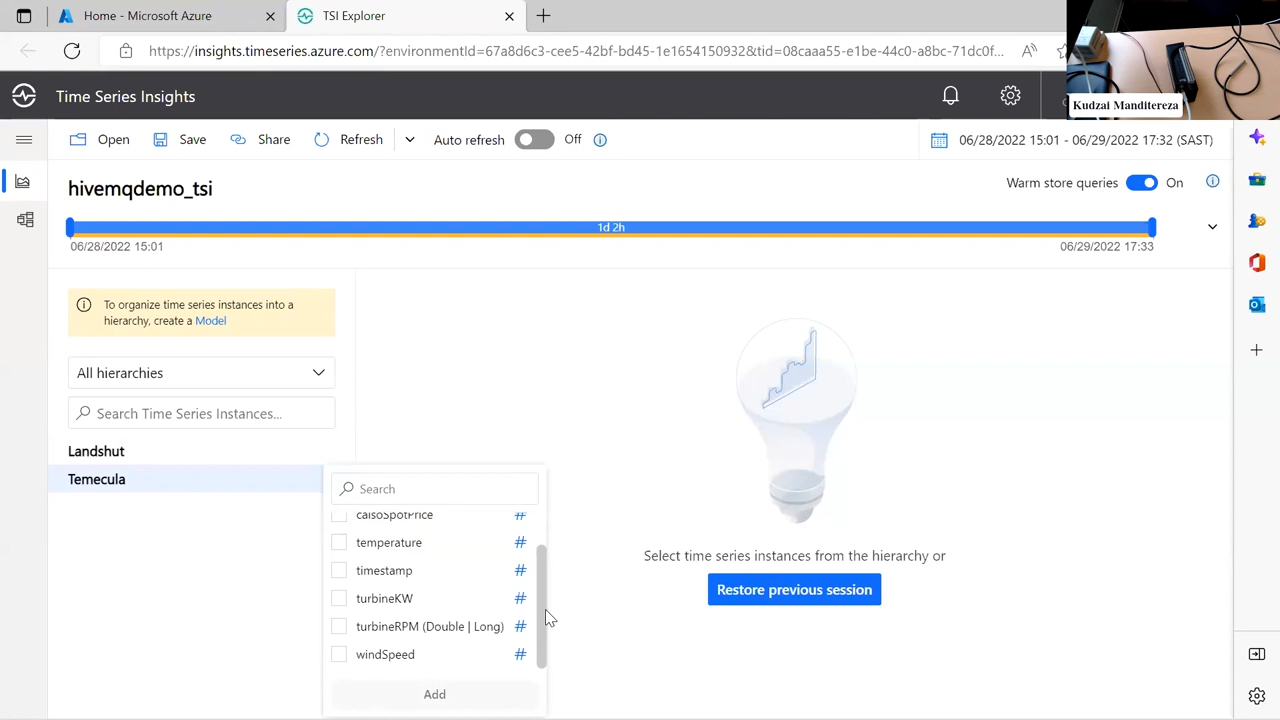 Home - Microsoft Azure
TSI Explorer
https://insights.timeseries.azure.com/?environmentId=67a8d6c3-cee5-42bf-bd45-1e1654150932&tid=08caaa55-e1be-44c0-a8bc-71dc0f...
Kudzai Manditereza
Time Series Insights
Open
Save
Share
Refresh
Auto refresh
Off
06/28/2022 15:01 - 06/29/2022 17:32 (SAST)
hivemqdemo_tsi
Warm store queries
On
1d 2h
06/28/2022 15:01
06/29/2022 17:33
To organize time series instances into a
hierarchy, create a Model
All hierarchies
Search Time Series Instances...
Landshut
Temecula
Search
caisoSpotPrice #
temperature #
timestamp #
turbineKW #
turbineRPM (Double | Long) #
windSpeed #
Add
Select time series instances from the hierarchy or
Restore previous session